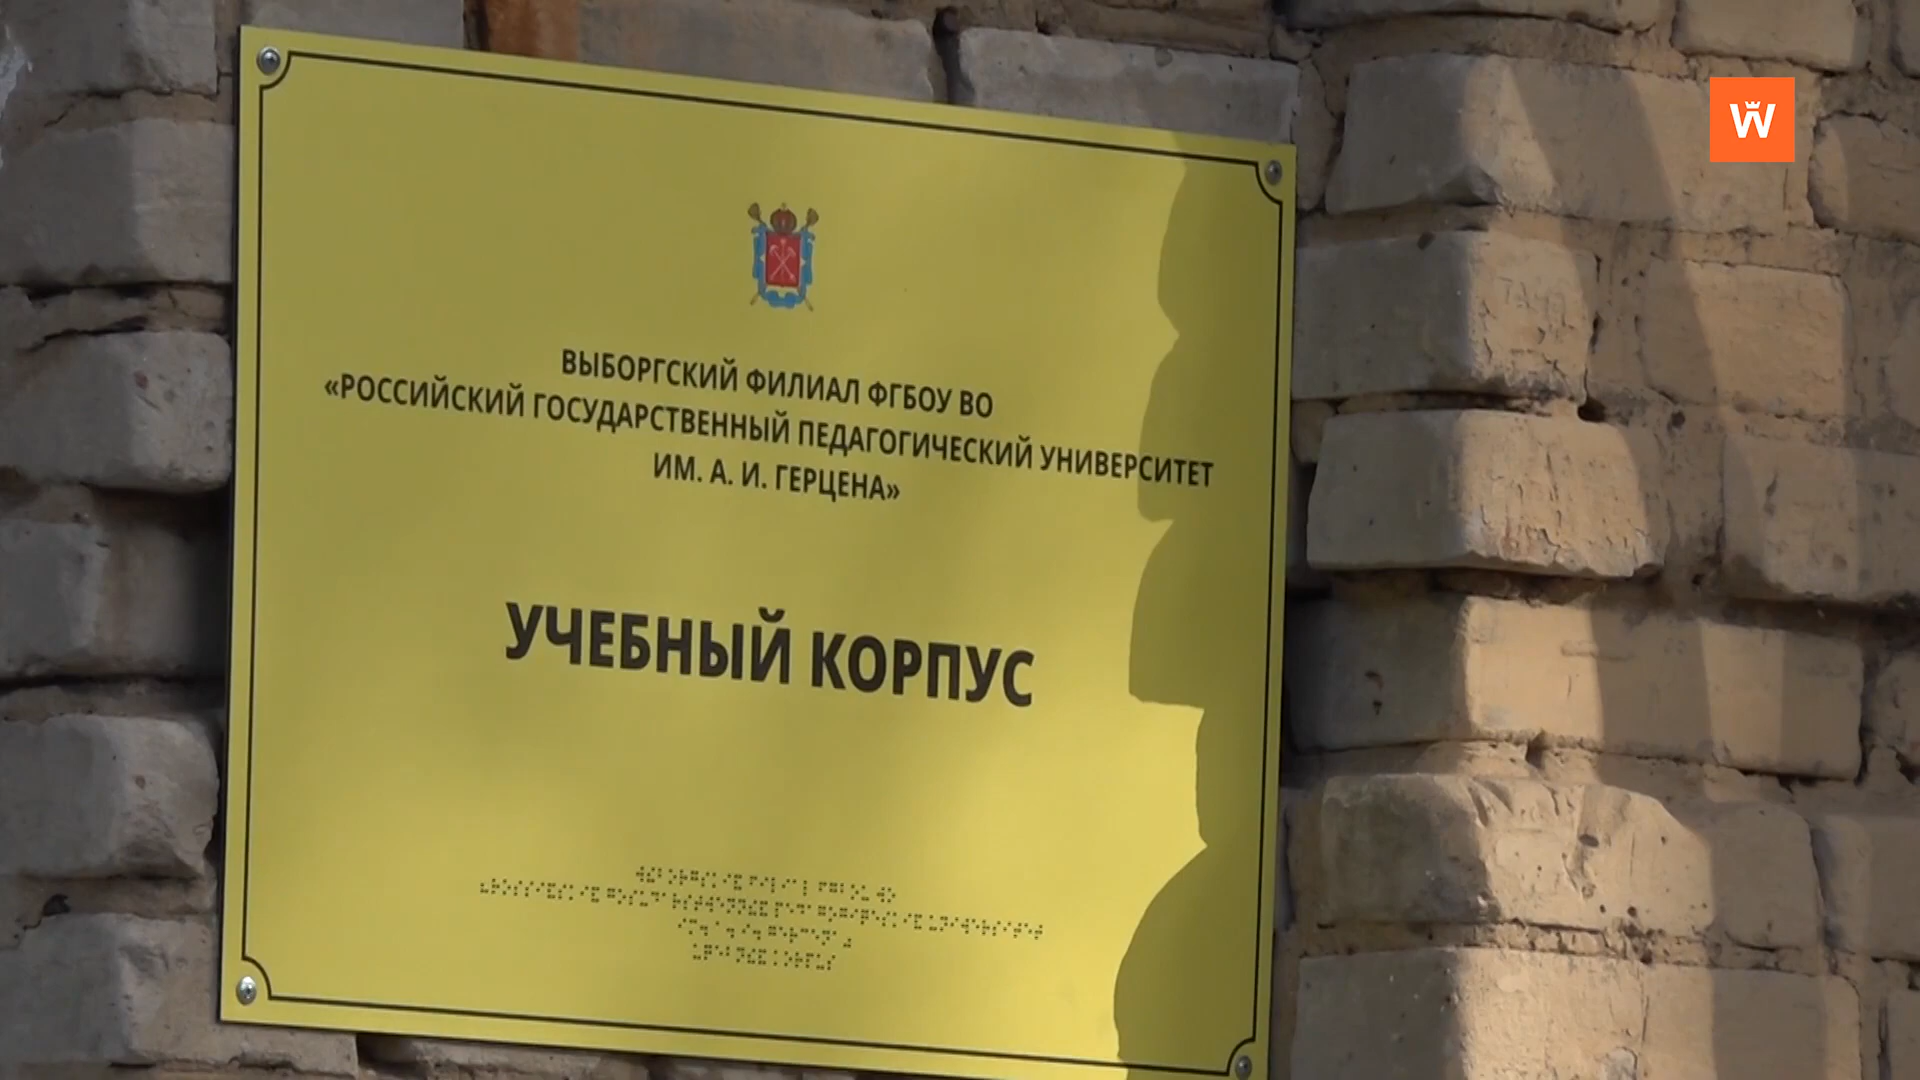 W
ВЫБОРГСКИЙ ФИЛИАЛ ФГБОУ ВО
«РОССИЙСКИЙ ГОСУДАРСТВЕННЫЙ ПЕДАГОГИЧЕСКИЙ УНИВЕРСИТЕТ
ИМ. А. И. ГЕРЦЕНА»
УЧЕБНЫЙ КОРПУС